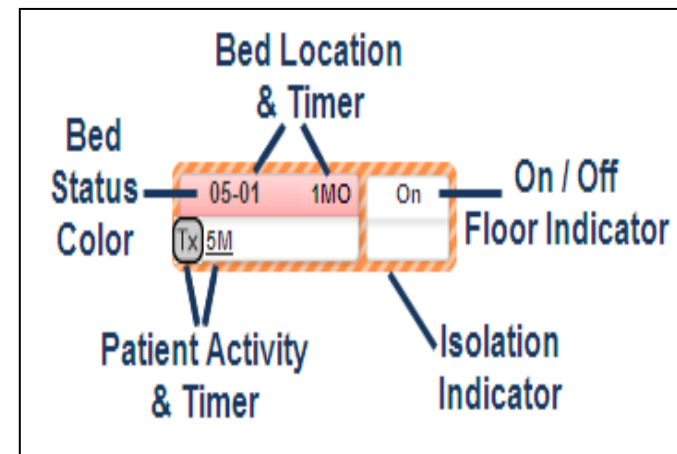 Bed Location
& Timer
Bed
Status
Color
05-01 1MO On
Tx 5M
On / Off
Floor Indicator
Patient Activity
& Timer
Isolation
Indicator